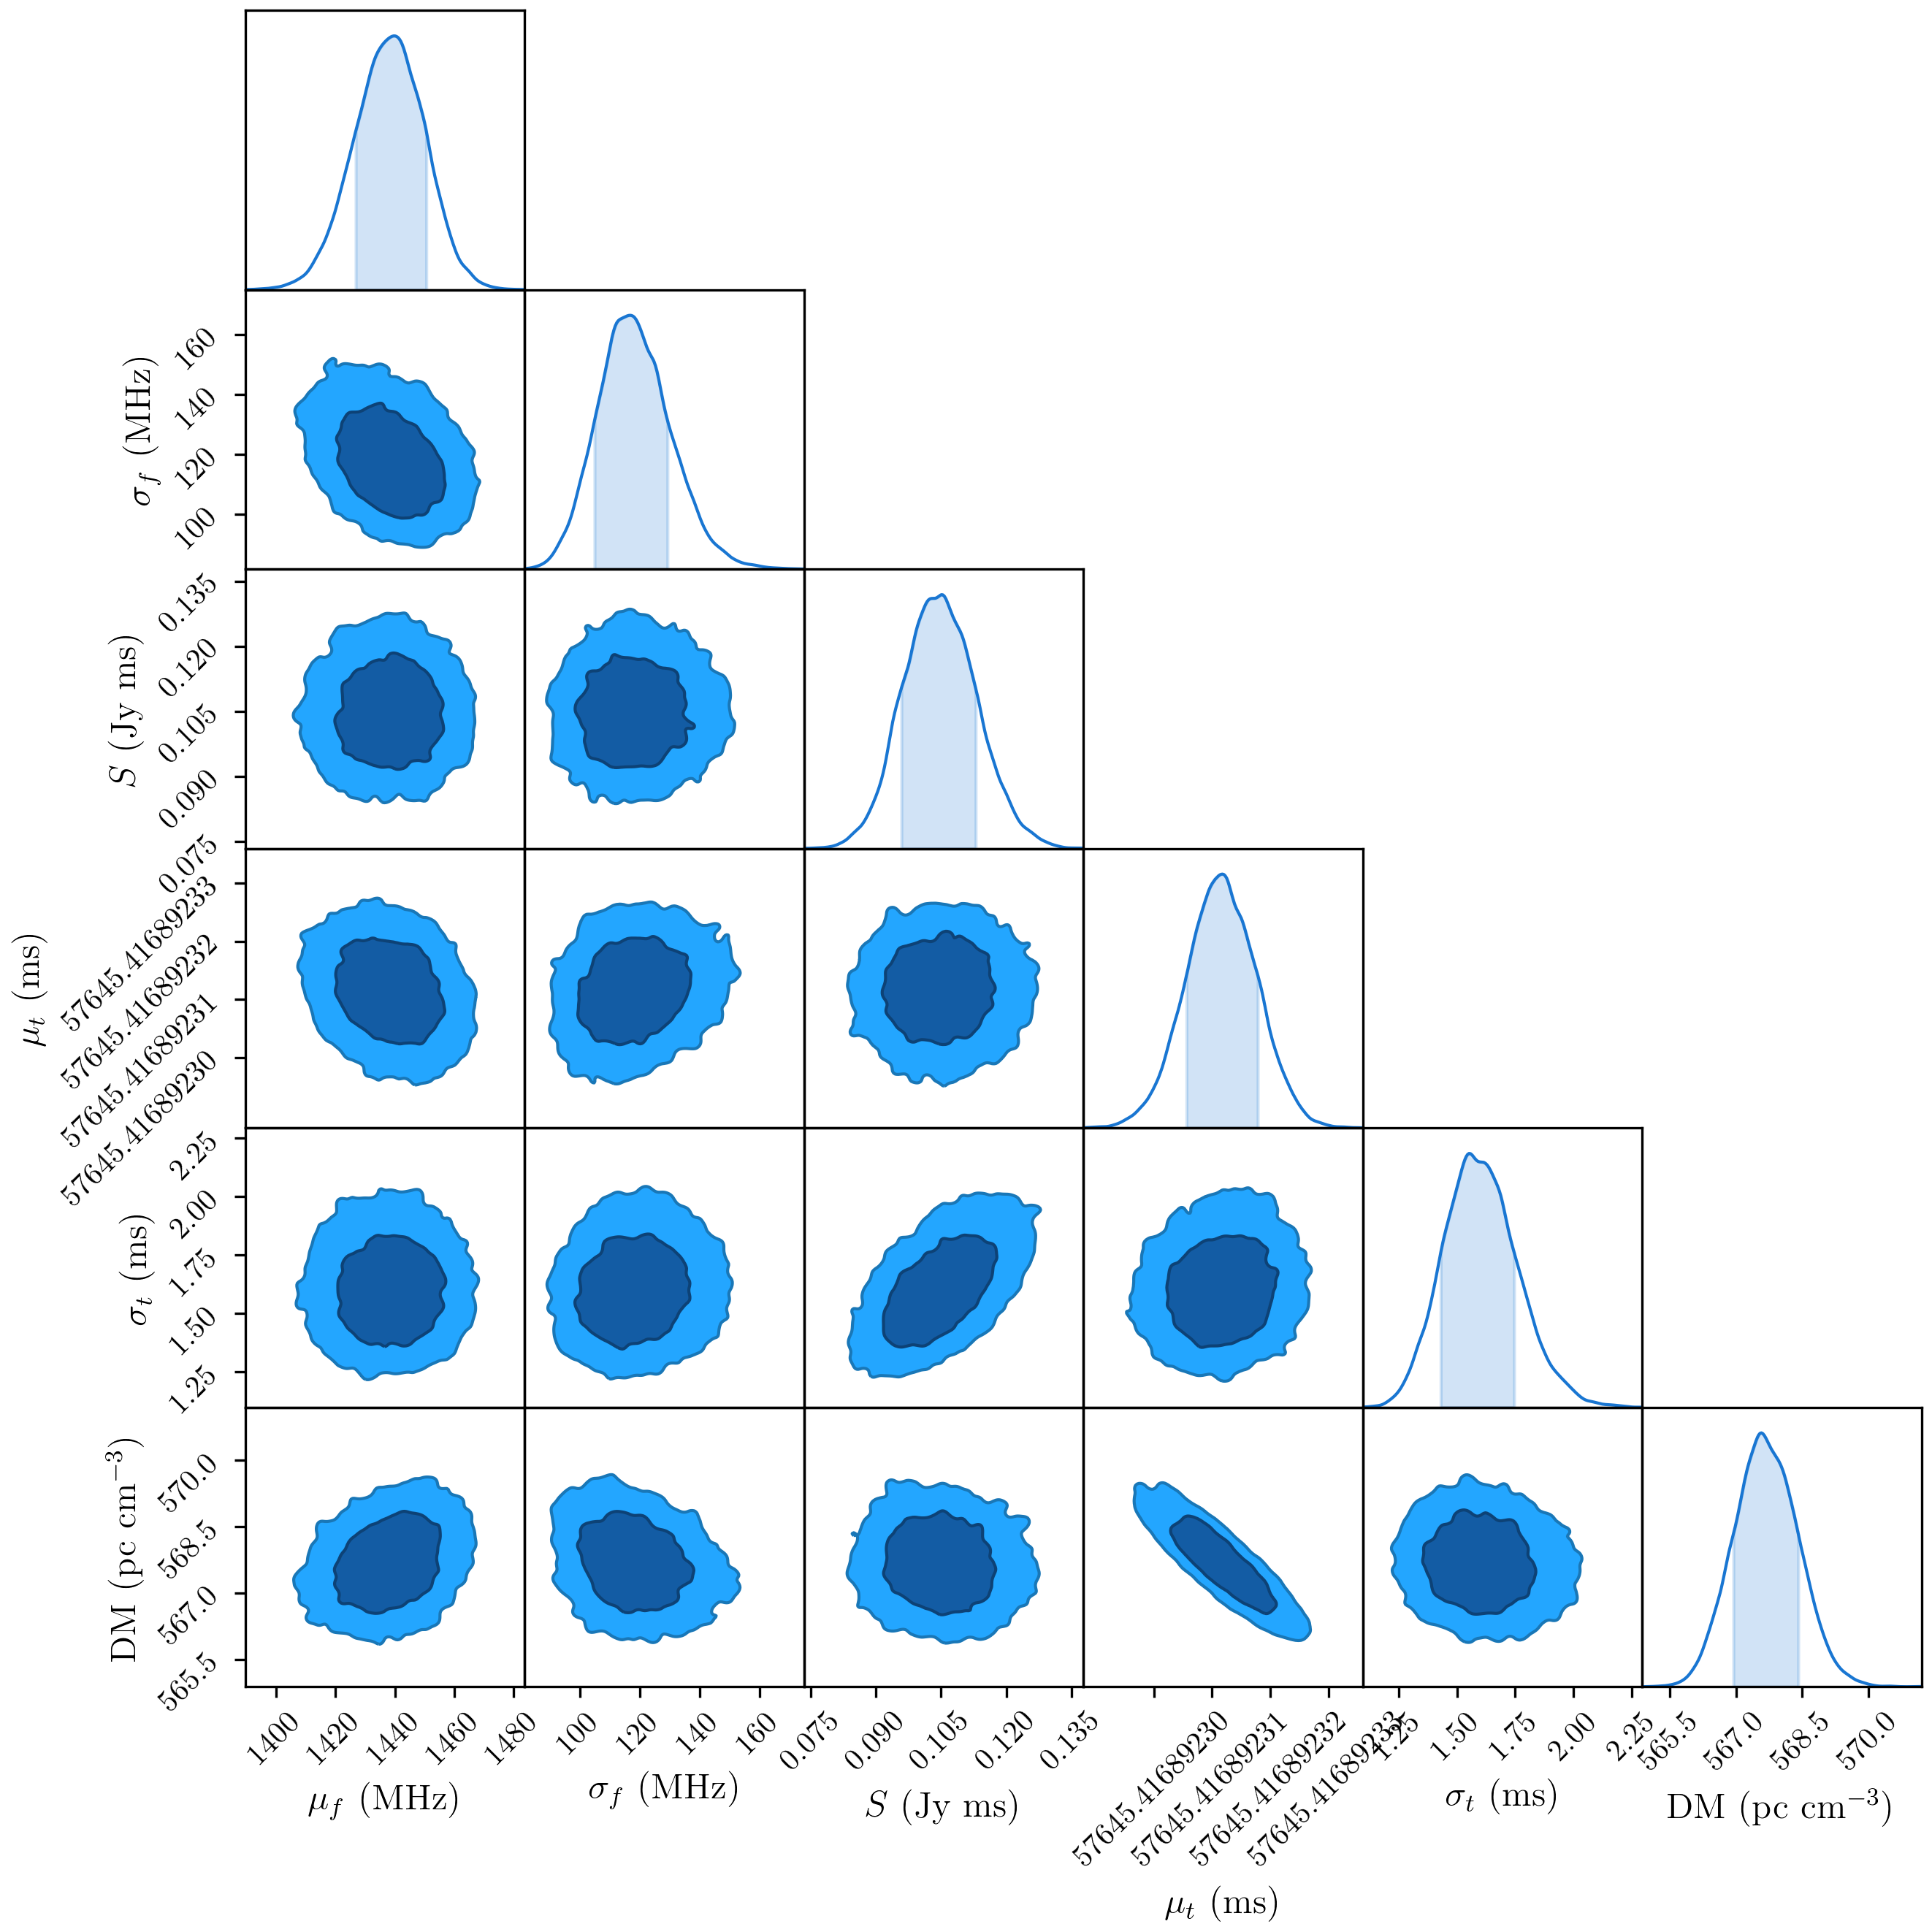 160
140
120
100
σ_f (MHz)
0.135
0.120
0.105
0.090
0.075
S (Jy ms)
57645.41689233
57645.41689232
57645.41689231
57645.41689230
μ_t (ms)
2.25
2.00
1.75
1.50
1.25
σ_t (ms)
570.0
568.5
567.0
565.5
DM (pc cm⁻³)
1400 1420 1440 1460 1480
μ_f (MHz)
100 120 140 160
σ_f (MHz)
0.075 0.090 0.105 0.120 0.135
S (Jy ms)
57645.41689230 57645.41689231 57645.41689232 57645.41689233
μ_t (ms)
1.25 1.50 1.75 2.00 2.25
σ_t (ms)
565.5 567.0 568.5 570.0
DM (pc cm⁻³)